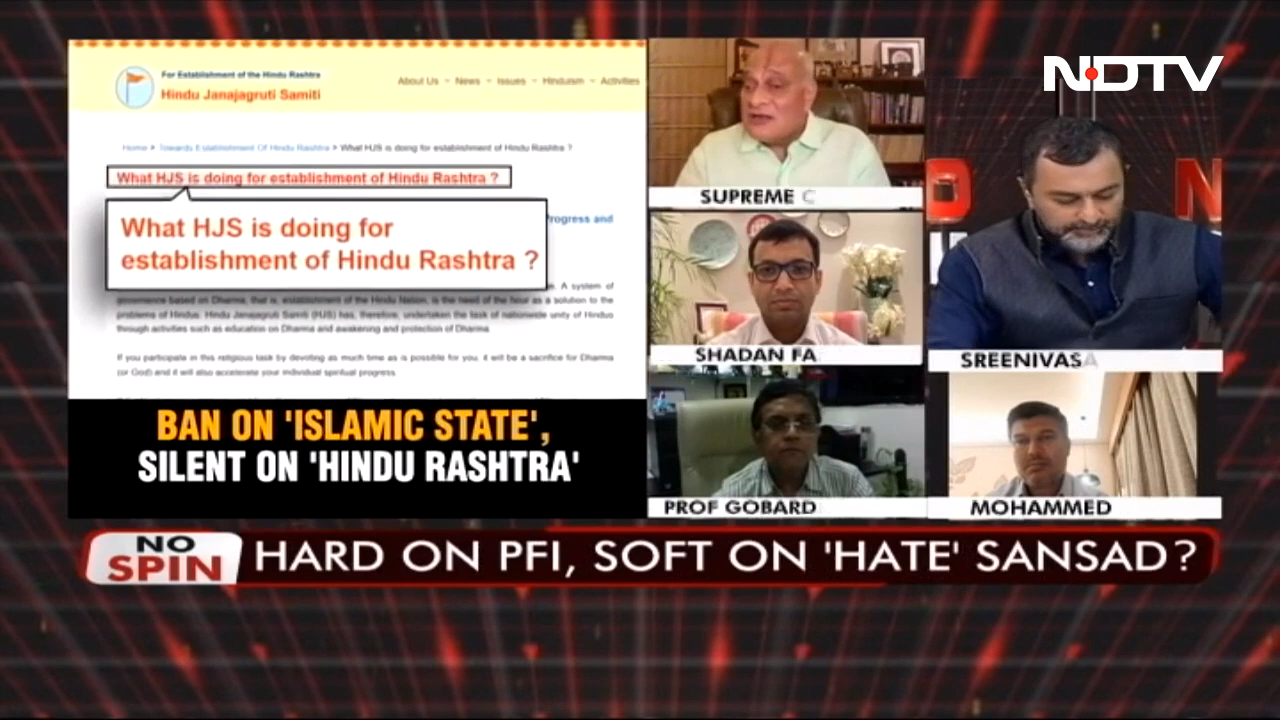 For Establishment of the Hindu Rashtra
Hindu Janajagruti Samiti
About Us News Issues Hinduism Activities
Home > Towards Establishment Of Hindu Rashtra > What HJS is doing for establishment of Hindu Rashtra ?
What HJS is doing for establishment of Hindu Rashtra ?
Progress and
What HJS is doing for
establishment of Hindu Rashtra ?
A system of
governance based on Dharma, that is, establishment of the Hindu Nation, is the need of the hour as a solution to the
problems of Hindus. Hindu Janajagruti Samiti (HJS) has, therefore, undertaken the task of nationwide unity of Hindus
through activities such as education on Dharma and awakening and protection of Dharma
If you participate in this religious task by devoting as much time as is possible for you, it will be a sacrifice for Dharma
(or God) and it will also accelerate your individual spiritual progress.
BAN ON 'ISLAMIC STATE',
SILENT ON 'HINDU RASHTRA'
SUPREME C
SHADAN FA
PROF GOBARD
NDTV
SREENIVASA
MOHAMMED
NO
SPIN
HARD ON PFI, SOFT ON 'HATE' SANSAD?